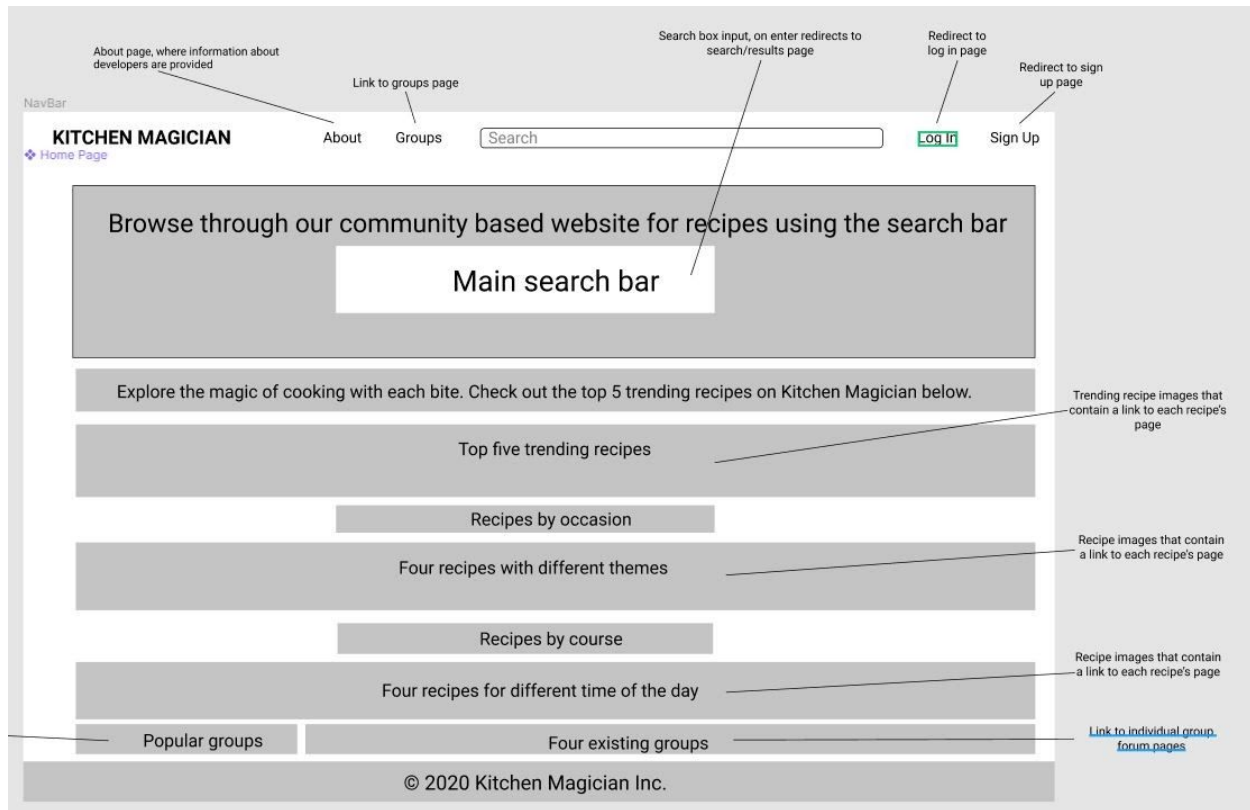 About page, where information about
developers are provided
Link to groups page
Search box input, on enter redirects to
search/results page
Redirect to
log in page
Redirect to sign
up page
NavBar
KITCHEN MAGICIAN
About
Groups
Search
Log In
Sign Up
Home Page
Browse through our community based website for recipes using the search bar
Main search bar
Explore the magic of cooking with each bite. Check out the top 5 trending recipes on Kitchen Magician below.
Trending recipe images that
contain a link to each recipe's
page
Top five trending recipes
Recipes by occasion
Recipe images that contain
a link to each recipe's page
Four recipes with different themes
Recipes by course
Recipe images that contain
a link to each recipe's page
Four recipes for different time of the day
Popular groups
Four existing groups
Link to individual group
forum pages
© 2020 Kitchen Magician Inc.